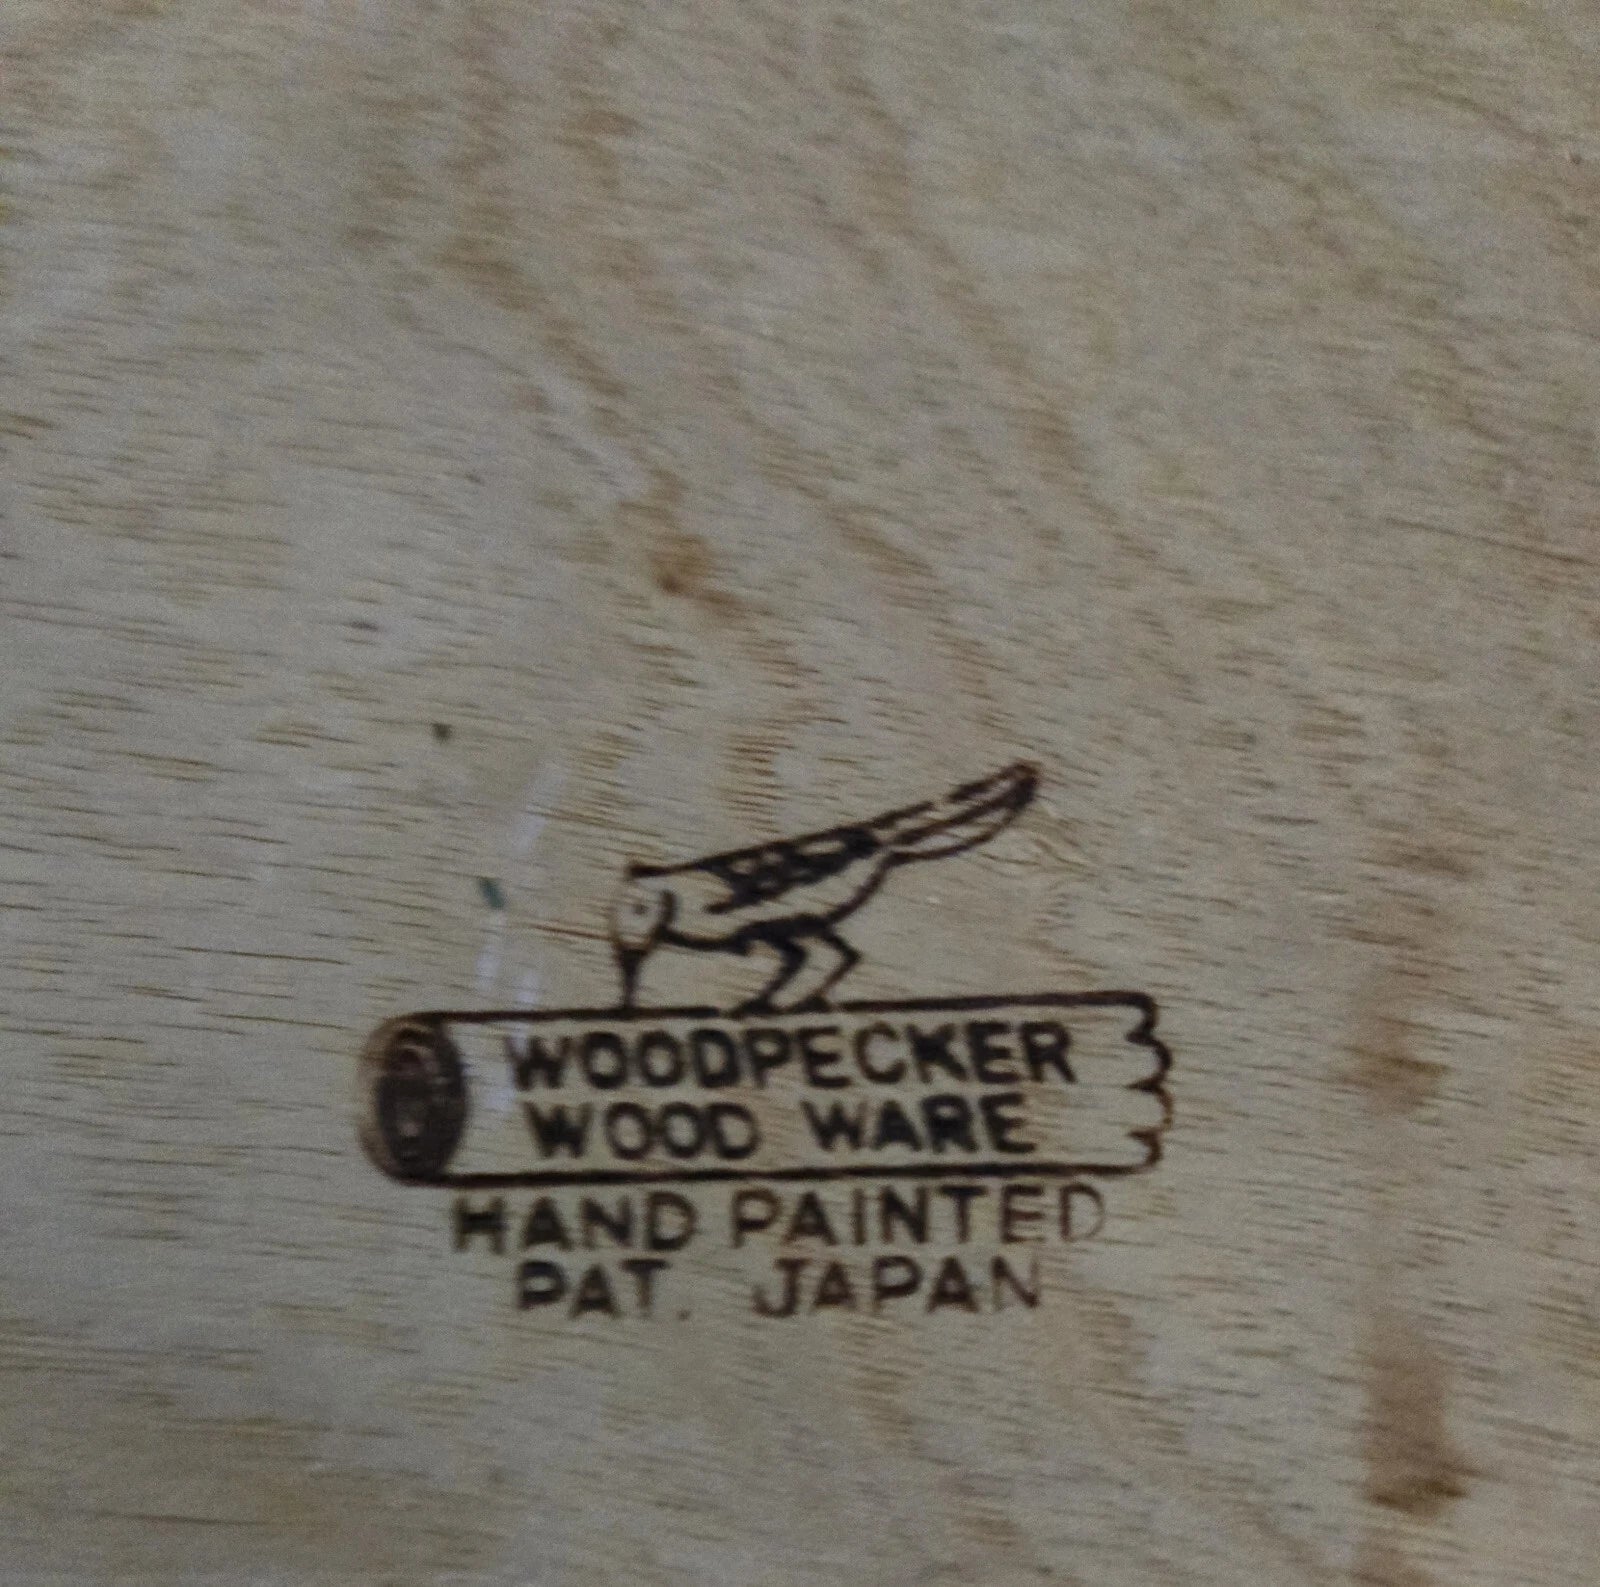 WOODPECKER
WOOD WARE
HAND PAINTED
PAT. JAPAN